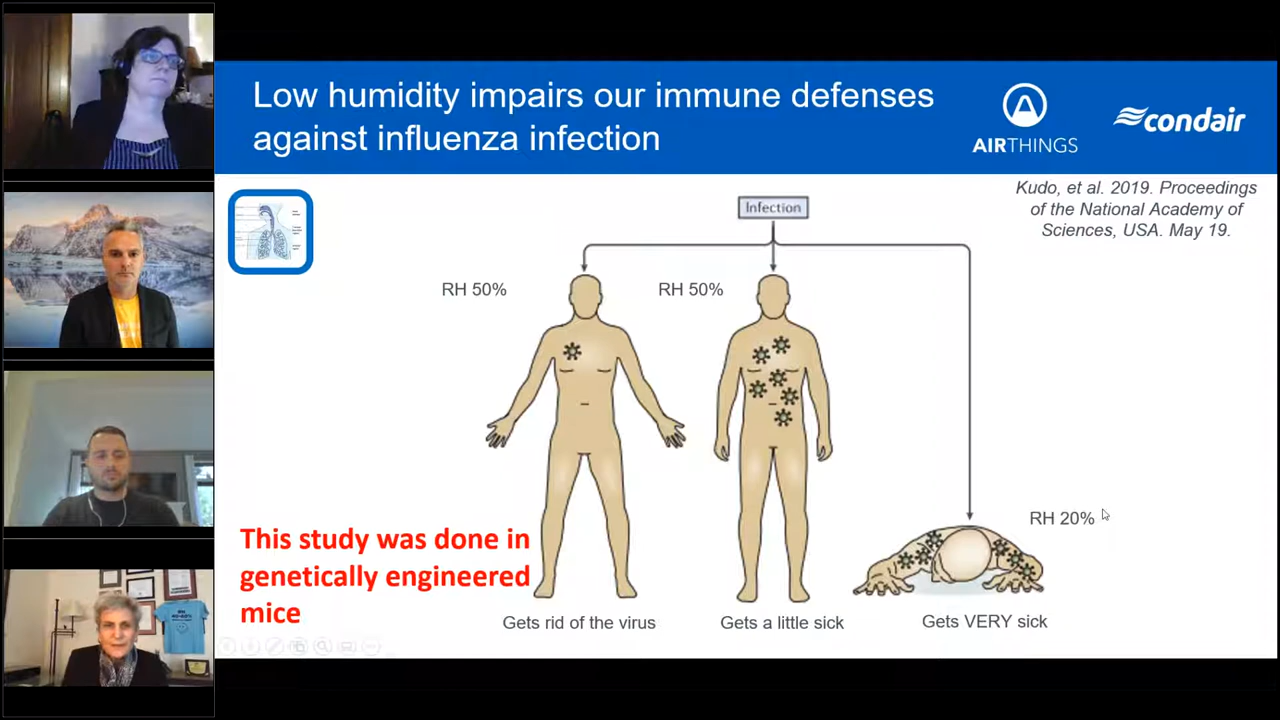 Low humidity impairs our immune defenses
against influenza infection
AIRTHINGS
condair
Kudo, et al. 2019. Proceedings
of the National Academy of
Sciences, USA. May 19.
Infection
RH 50%
RH 50%
RH 20%
This study was done in
genetically engineered
mice
Gets rid of the virus
Gets a little sick
Gets VERY sick